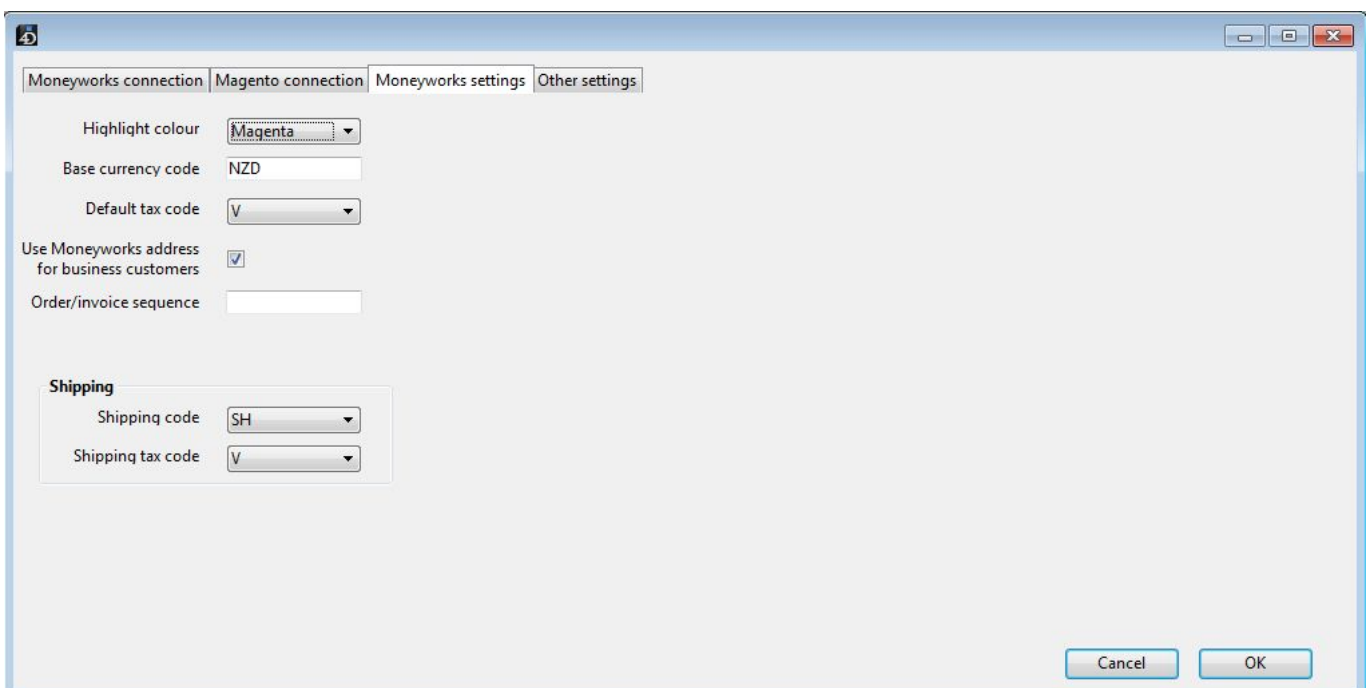 4D
Moneyworks connection Magento connection Moneyworks settings Other settings
Highlight colour Magenta
Base currency code NZD
Default tax code V
Use Moneyworks address
for business customers
Order/invoice sequence
Shipping
Shipping code SH
Shipping tax code V
Cancel OK